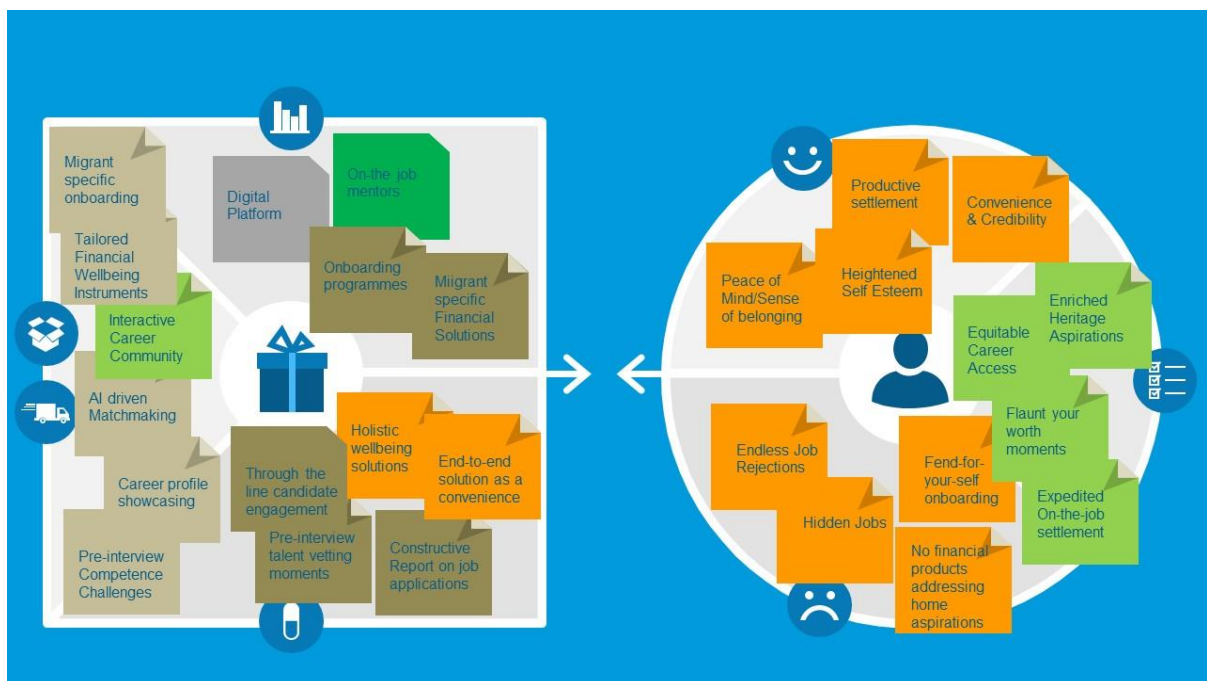 Migrant
specific
onboarding
Tailored
Financial
Wellbeing
Instruments
Interactive
Career
Community
AI driven
Matchmaking
Career profile
showcasing
Pre-interview
Competence
Challenges
Digital
Platform
On-the job
mentors
Onboarding
programmes
Miigrant
specific
Financial
Solutions
Holistic
wellbeing
solutions
End-to-end
solution as a
convenience
Through the
line candidate
engagement
Pre-interview
talent vetting
moments
Constructive
Report on job
applications
Productive
settlement
Convenience
& Credibility
Peace of
Mind/Sense
of belonging
Heightened
Self Esteem
Enriched
Heritage
Aspirations
Equitable
Career
Access
Flaunt your
worth
moments
Expedited
On-the-job
settlement
Endless Job
Rejections
Hidden Jobs
Fend-for-
your-self
onboarding
No financial
products
addressing
home
aspirations